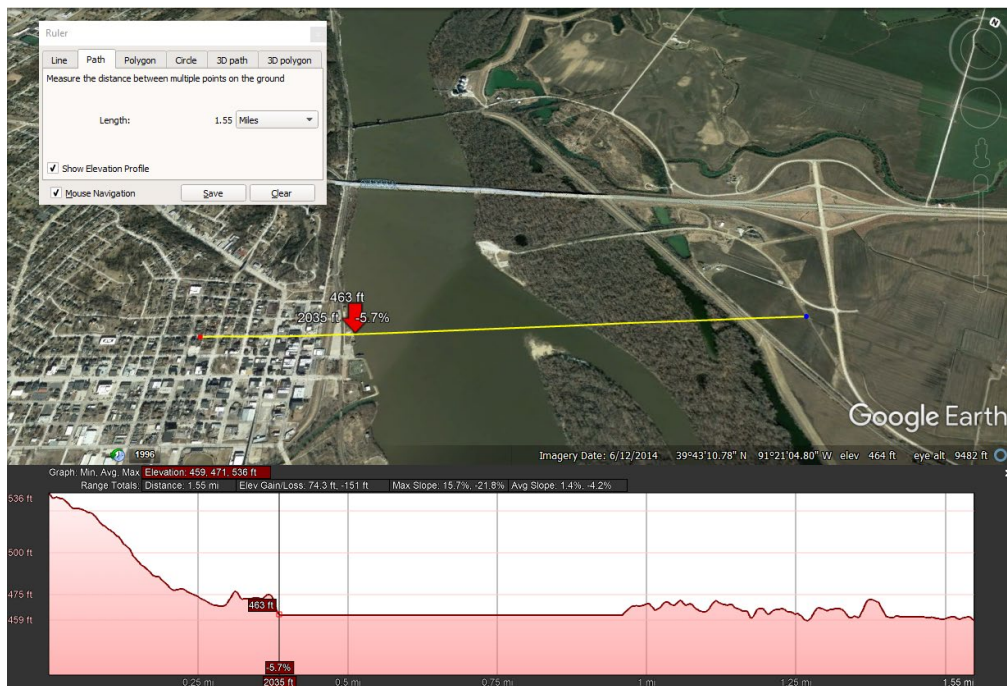 Ruler
Line Path Polygon Circle 3D path 3D polygon
Measure the distance between multiple points on the ground
Length: 1.55 Miles
Show Elevation Profile
Mouse Navigation Save Clear
N
463 ft
2035 ft -5.7%
Google Earth
1996
Imagery Date: 6/12/2014 39°43'10.78" N 91°21'04.80" W elev 464 ft eye alt 9482 ft
Graph: Min, Avg, Max Elevation: 459, 471, 536 ft
Range Totals: Distance: 1.55 mi Elev Gain/Loss: 74.3 ft, -151 ft Max Slope: 15.7%, -21.8% Avg Slope: 1.4%, -4.2%
536 ft
500 ft
475 ft
463 ft
459 ft
-5.7%
0.25 mi 2035 ft 0.5 mi 0.75 mi 1 mi 1.25 mi 1.55 mi